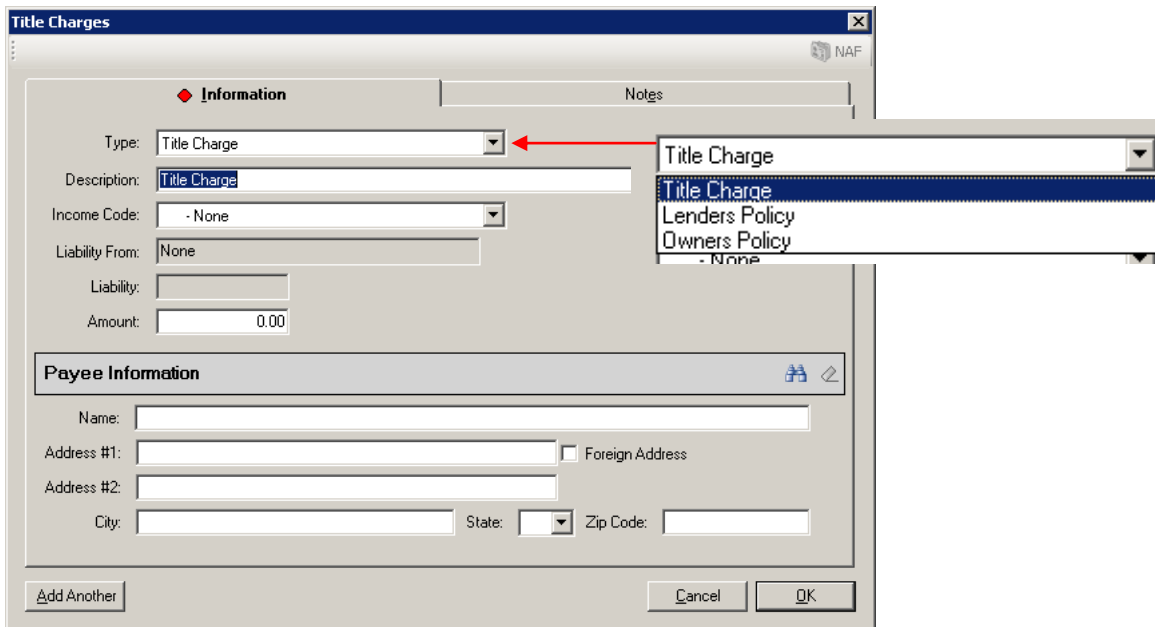 Title Charges
NAF
Information
Notes
Type: Title Charge
Title Charge
Title Charge
Lenders Policy
Owners Policy
- None
Description: Title Charge
Income Code: - None
Liability From: None
Liability:
Amount: 0.00
Payee Information
Name:
Address #1:
Foreign Address
Address #2:
City: State: Zip Code:
Add Another Cancel OK